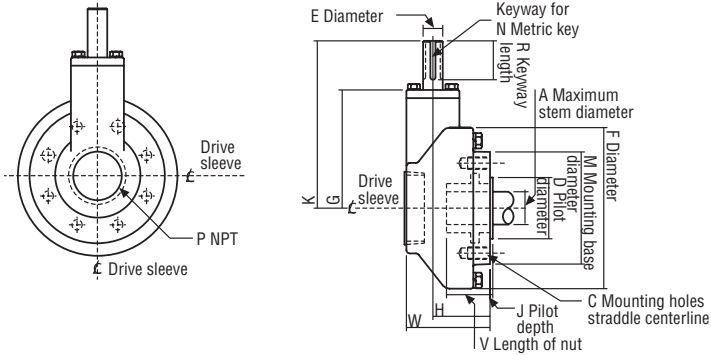 Drive
sleeve
℄
P NPT
℄ Drive sleeve
E Diameter
Keyway for
N Metric key
R Keyway
length
A Maximum
stem diameter
K
G
Drive
sleeve
℄
F Diameter
M Mounting base
diameter
D Pilot
diameter
C Mounting holes
straddle centerline
H
W
J Pilot
depth
V Length of nut